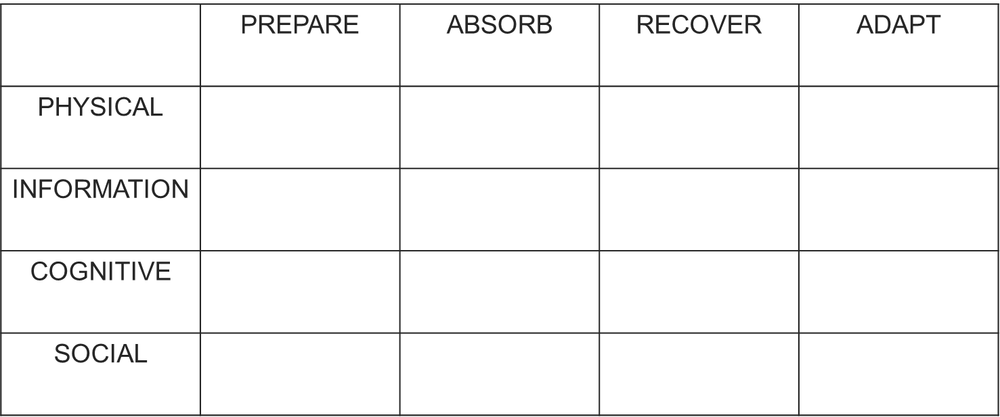 PREPARE ABSORB RECOVER ADAPT
PHYSICAL
INFORMATION
COGNITIVE
SOCIAL